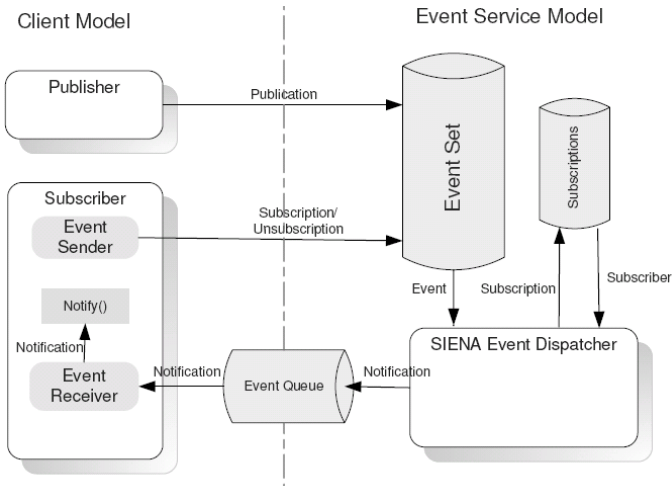 Client Model
Event Service Model
Publisher
Publication
Event Set
Subscriptions
Subscriber
Event
Sender
Subscription/
Unsubscription
Notify()
Notification
Event
Receiver
Notification
Event Queue
Notification
Event
Subscription
Subscriber
SIENA Event Dispatcher